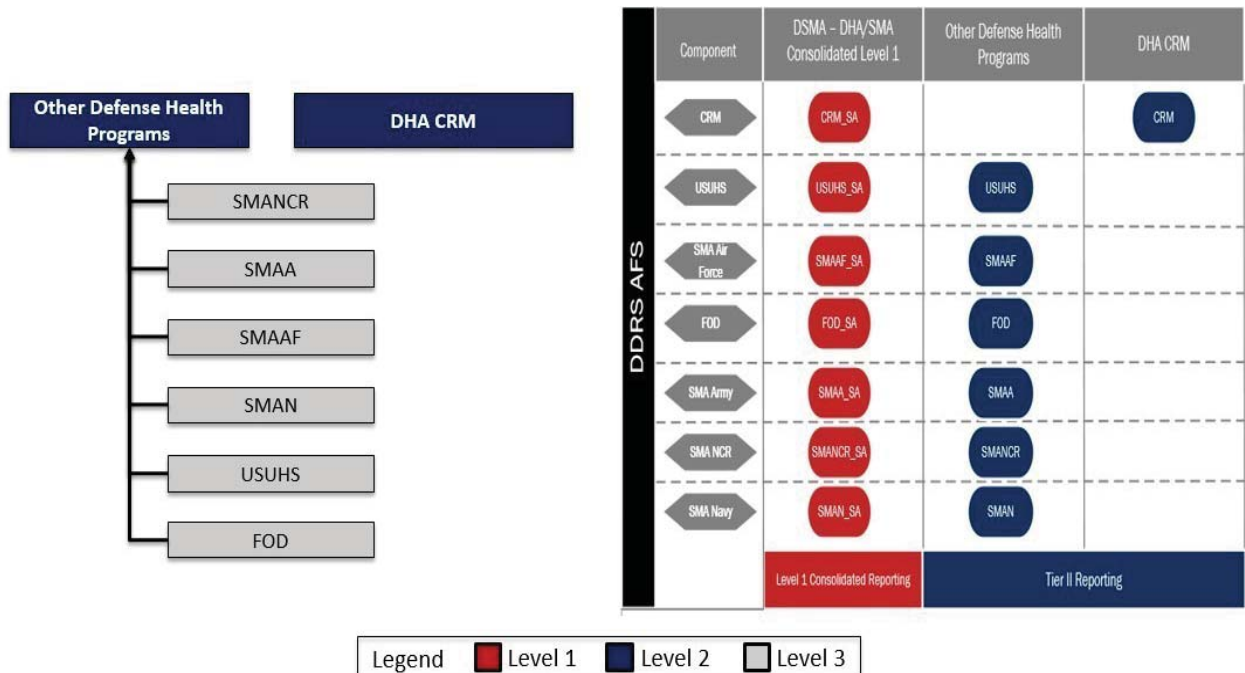 Other Defense Health
Programs
DHA CRM
SMANCR
SMAA
SMAAF
SMAN
USUHS
FOD
DDRS AFS
Component
DSMA – DHA/SMA
Consolidated Level 1
Other Defense Health
Programs
DHA CRM
CRM
CRM_SA
CRM
USUHS
USUHS_SA
USUHS
SMA Air
Force
SMAAF_SA
SMAAF
FOD
FOD_SA
FOD
SMA Army
SMAA_SA
SMAA
SMA NCR
SMANCR_SA
SMANCR
SMA Navy
SMAN_SA
SMAN
Level 1 Consolidated Reporting
Tier II Reporting
Legend
Level 1
Level 2
Level 3